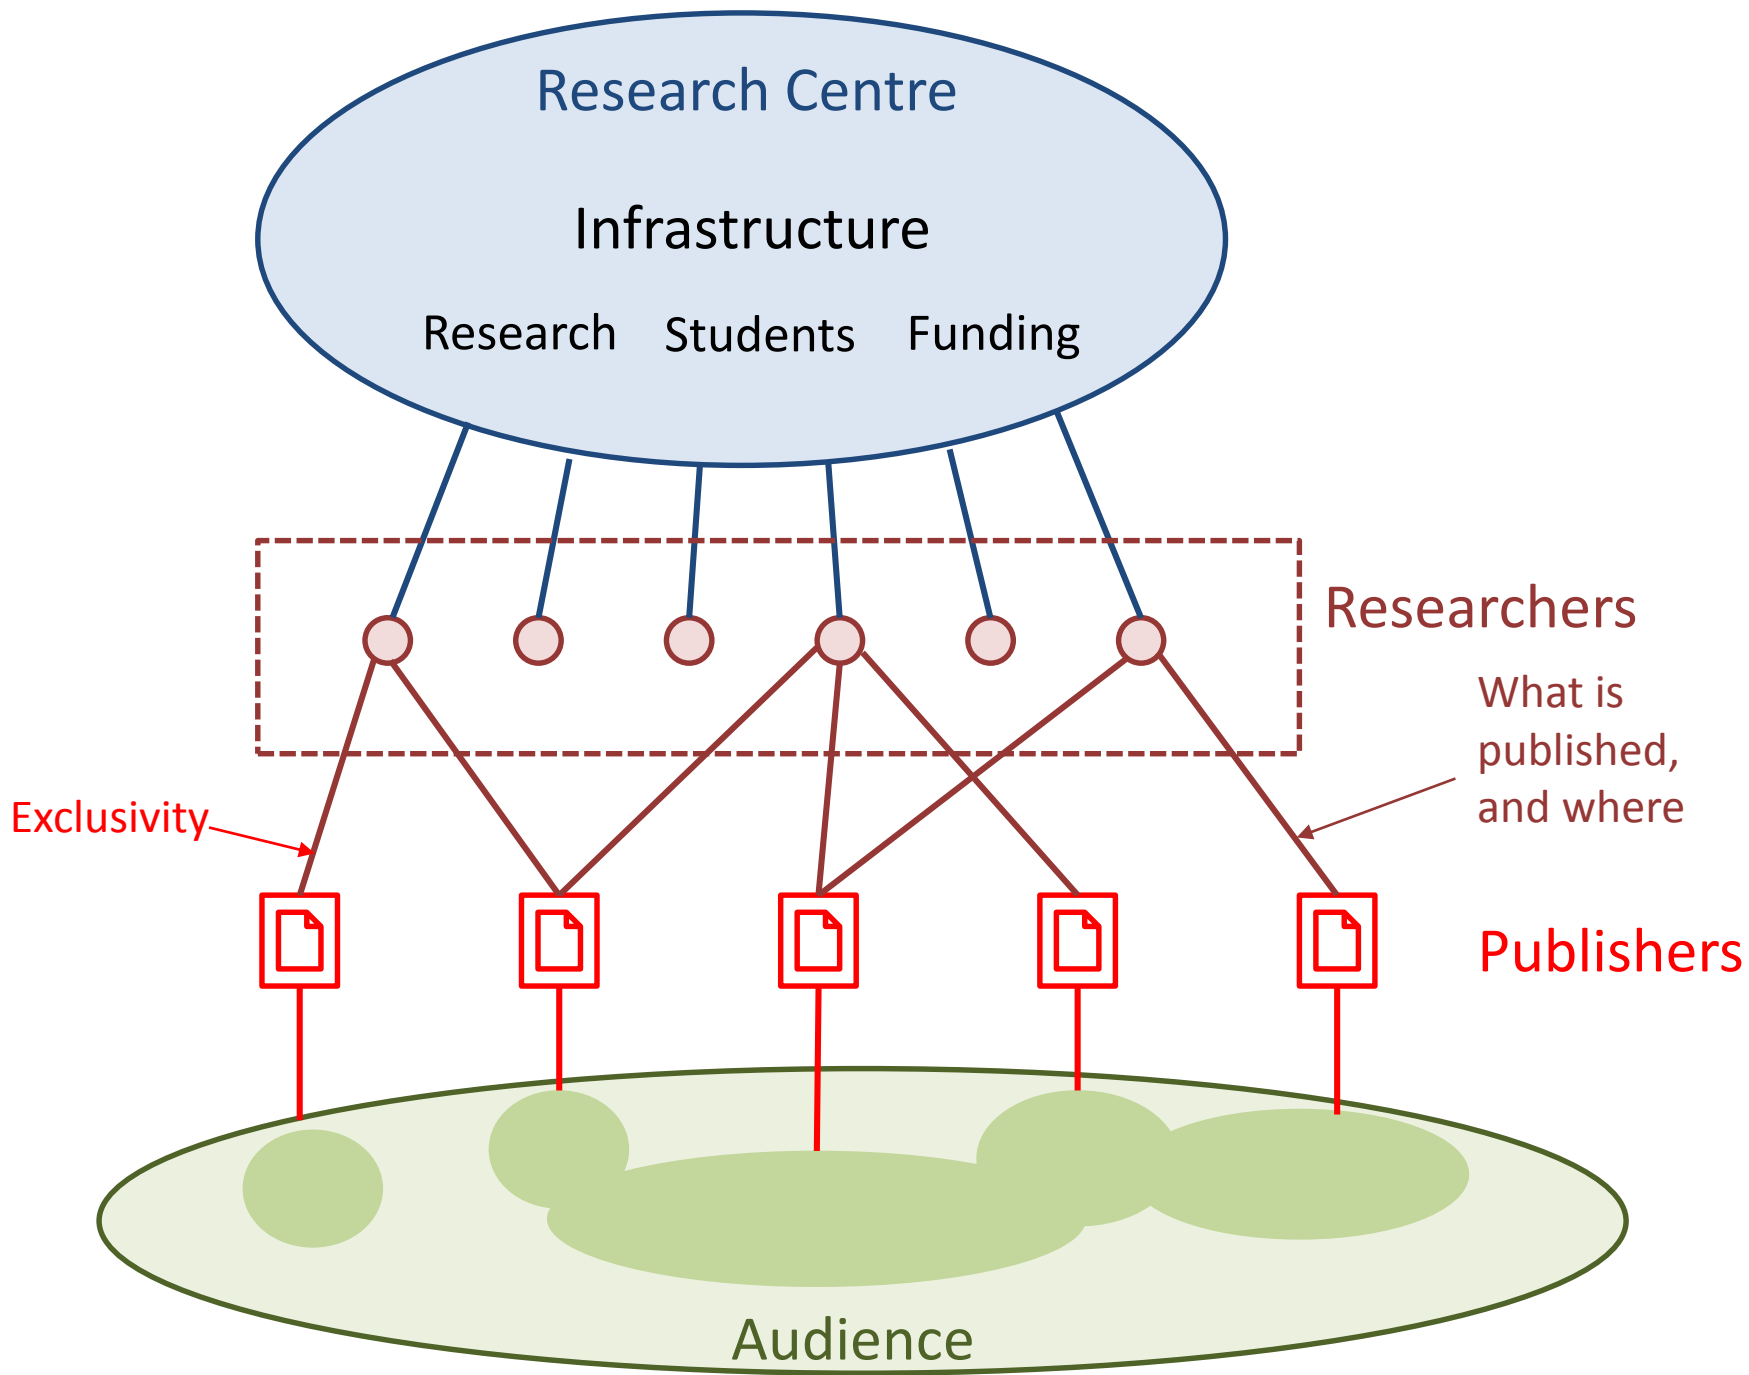 Research Centre
Infrastructure
Research Students Funding
Researchers
What is
published,
and where
Exclusivity
Publishers
Audience